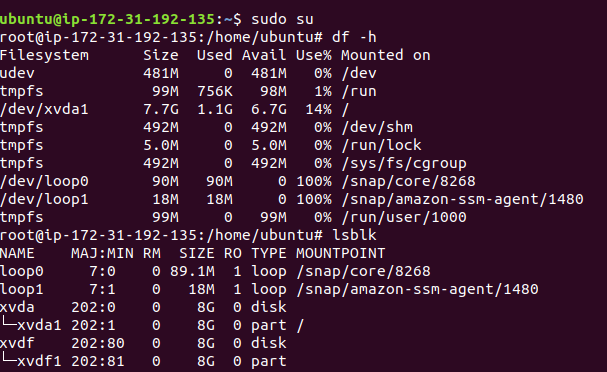 ubuntu@ip-172-31-192-135:~$ sudo su
root@ip-172-31-192-135:/home/ubuntu# df -h
Filesystem      Size  Used Avail Use% Mounted on
udev            481M     0  481M   0% /dev
tmpfs            99M  756K   98M   1% /run
/dev/xvda1      7.7G  1.1G  6.7G  14% /
tmpfs           492M     0  492M   0% /dev/shm
tmpfs           5.0M     0  5.0M   0% /run/lock
tmpfs           492M     0  492M   0% /sys/fs/cgroup
/dev/loop0       90M   90M     0 100% /snap/core/8268
/dev/loop1       18M   18M     0 100% /snap/amazon-ssm-agent/1480
tmpfs            99M     0   99M   0% /run/user/1000
root@ip-172-31-192-135:/home/ubuntu# lsblk
NAME    MAJ:MIN RM  SIZE RO TYPE MOUNTPOINT
loop0     7:0    0 89.1M  1 loop /snap/core/8268
loop1     7:1    0   18M  1 loop /snap/amazon-ssm-agent/1480
xvda    202:0    0    8G  0 disk
└─xvda1 202:1    0    8G  0 part /
xvdf    202:80   0    8G  0 disk
└─xvdf1 202:81   0    8G  0 part